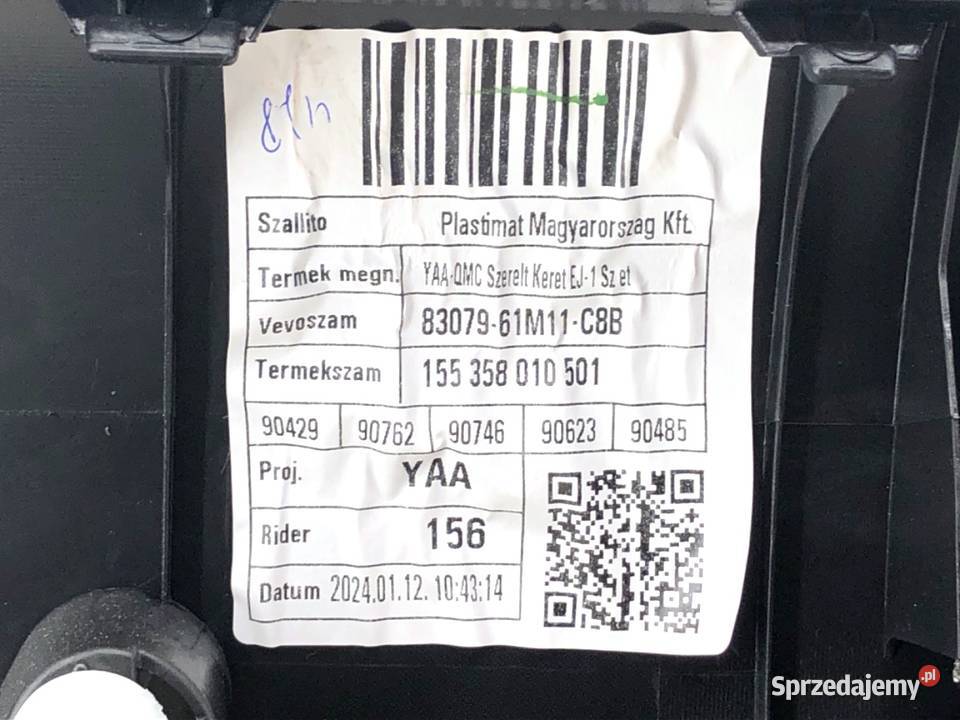 Szallito Plastimat Magyarorszag Kft.
Termek megn. YAA-QMC Szerelt Keret EJ-1 Sz et
Vevoszam 83079-61M11-C8B
Termekszam 155 358 010 501
90429 90762 90746 90623 90485
Proj. YAA
Rider 156
Datum 2024.01.12. 10:43:14
Sprzedajemy.pl